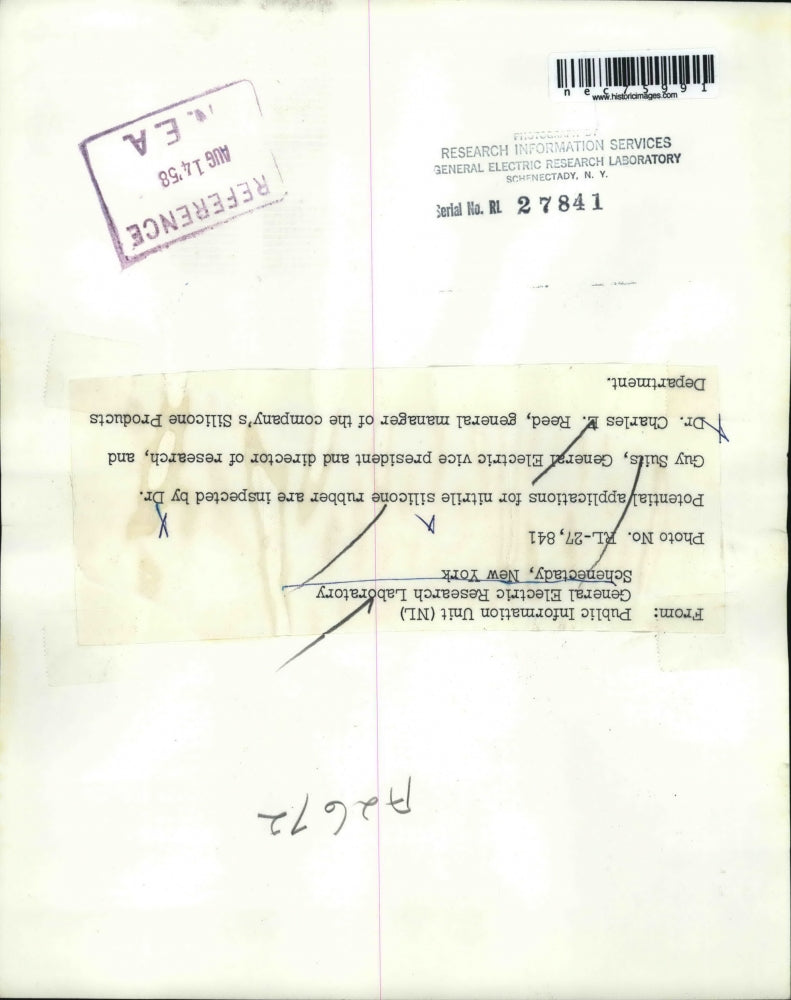 nec75991
www.historicimages.com
PHOTOGRAPH BY
RESEARCH INFORMATION SERVICES
GENERAL ELECTRIC RESEARCH LABORATORY
SCHENECTADY, N. Y.
Serial No. RL 27841
REFERENCE
AUG 14 '58
N.E.A
From: Public Information Unit (NL)
General Electric Research Laboratory
Schenectady, New York
Photo No. RL-27,841
Potential applications for nitrile silicone rubber are inspected by Dr.
Guy Suits, General Electric vice president and director of research, and
Dr. Charles E. Reed, general manager of the company's Silicone Products
Department.